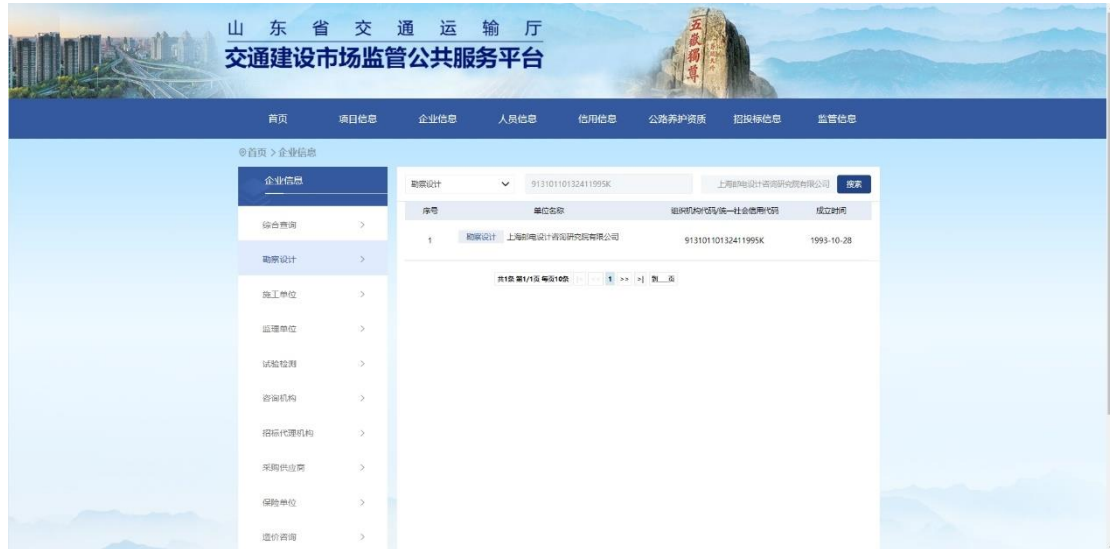 山东省交通运输厅
交通建设市场监管公共服务平台
五嶽獨尊
首页 项目信息 企业信息 人员信息 信用信息 公路养护资质 招投标信息 监管信息
首页 > 企业信息
企业信息
勘察设计 91310110132411995K 上海邮电设计咨询研究院有限公司 搜索
序号 单位名称 组织机构代码/统一社会信用代码 成立时间
1 勘察设计 上海邮电设计咨询研究院有限公司 91310110132411995K 1993-10-28
共1条 第1/1页 每页10条 |< << 1 >> >| 到__页
综合查询 >
勘察设计 >
施工单位 >
监理单位 >
试验检测 >
咨询机构 >
招标代理机构 >
采购供应商 >
保险单位 >
造价咨询 >